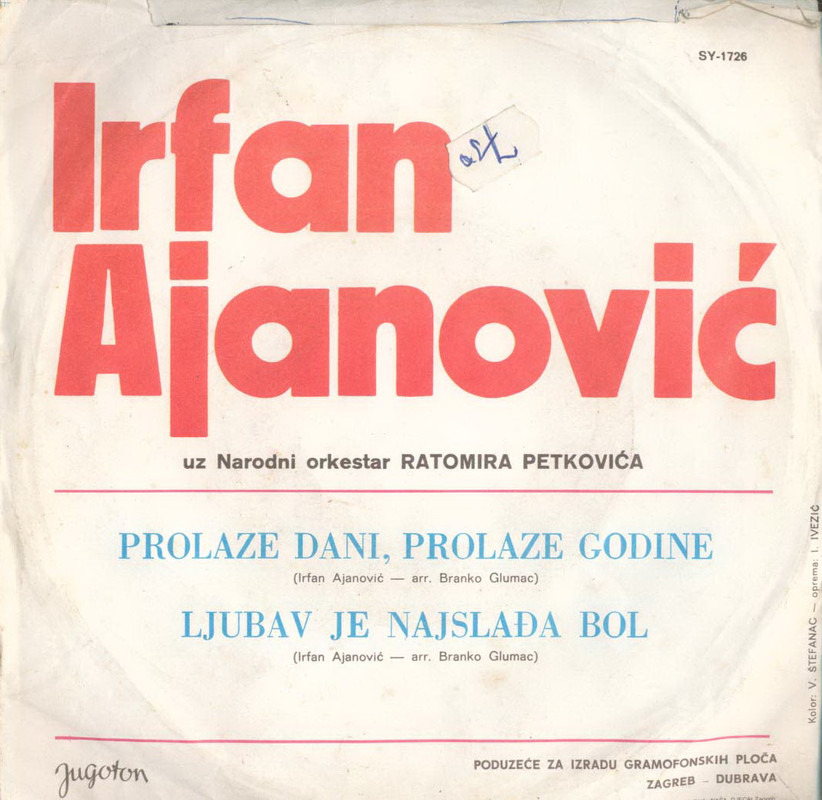 SY-1726
Irfan
Ajanović
uz Narodni orkestar RATOMIRA PETKOVIĆA
PROLAZE DANI, PROLAZE GODINE
(Irfan Ajanović — arr. Branko Glumac)
LJUBAV JE NAJSLAĐA BOL
(Irfan Ajanović — arr. Branko Glumac)
Kolor: V. ŠTEFANAC — oprema: I. IVEZIĆ
Jugoton
PODUZEĆE ZA IZRADU GRAMOFONSKIH PLOČA
ZAGREB - DUBRAVA